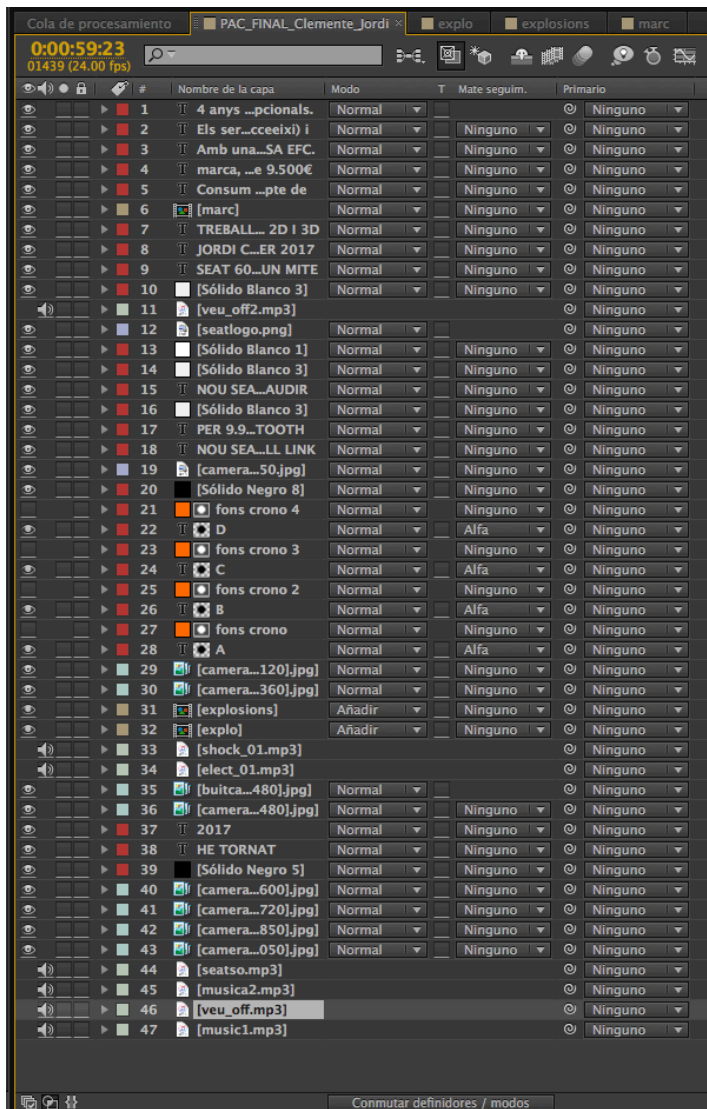 Cola de procesamiento PAC_FINAL_Clemente_Jordi × explo explosions marc
0:00:59:23
01439 (24.00 fps)
# Nombre de la capa Modo T Mate seguim. Primario
1 T 4 anys ...pcionals. Normal Ninguno
2 T Els ser...cceeixi) i Normal Ninguno Ninguno
3 T Amb una...SA EFC. Normal Ninguno Ninguno
4 T marca, ...e 9.500€ Normal Ninguno Ninguno
5 T Consum ...pte de Normal Ninguno Ninguno
6 [marc] Normal Ninguno Ninguno
7 T TREBALL... 2D I 3D Normal Ninguno Ninguno
8 T JORDI C...ER 2017 Normal Ninguno Ninguno
9 T SEAT 60...UN MITE Normal Ninguno Ninguno
10 [Sólido Blanco 3] Normal Ninguno Ninguno
11 [veu_off2.mp3] Ninguno
12 [seatlogo.png] Normal Ninguno
13 [Sólido Blanco 1] Normal Ninguno Ninguno
14 [Sólido Blanco 3] Normal Ninguno Ninguno
15 T NOU SEA...AUDIR Normal Ninguno Ninguno
16 [Sólido Blanco 3] Normal Ninguno Ninguno
17 T PER 9.9...TOOTH Normal Ninguno Ninguno
18 T NOU SEA...LL LINK Normal Ninguno Ninguno
19 [camera...50.jpg] Normal Ninguno Ninguno
20 [Sólido Negro 8] Normal Ninguno Ninguno
21 fons crono 4 Normal Ninguno Ninguno
22 T D Normal Alfa Ninguno
23 fons crono 3 Normal Ninguno Ninguno
24 T C Normal Alfa Ninguno
25 fons crono 2 Normal Ninguno Ninguno
26 T B Normal Alfa Ninguno
27 fons crono Normal Ninguno Ninguno
28 T A Normal Alfa Ninguno
29 [camera...120].jpg] Normal Ninguno Ninguno
30 [camera...360].jpg] Normal Ninguno Ninguno
31 [explosions] Añadir Ninguno Ninguno
32 [explo] Añadir Ninguno Ninguno
33 [shock_01.mp3] Ninguno
34 [elect_01.mp3] Ninguno
35 [buitca...480].jpg] Normal Ninguno
36 [camera...480].jpg] Normal Ninguno Ninguno
37 T 2017 Normal Ninguno Ninguno
38 T HE TORNAT Normal Ninguno Ninguno
39 [Sólido Negro 5] Normal Ninguno Ninguno
40 [camera...600].jpg] Normal Ninguno Ninguno
41 [camera...720].jpg] Normal Ninguno Ninguno
42 [camera...850].jpg] Normal Ninguno Ninguno
43 [camera...050].jpg] Normal Ninguno Ninguno
44 [seatso.mp3] Ninguno
45 [musica2.mp3] Ninguno
46 [veu_off.mp3] Ninguno
47 [music1.mp3] Ninguno
Conmutar definidores / modos